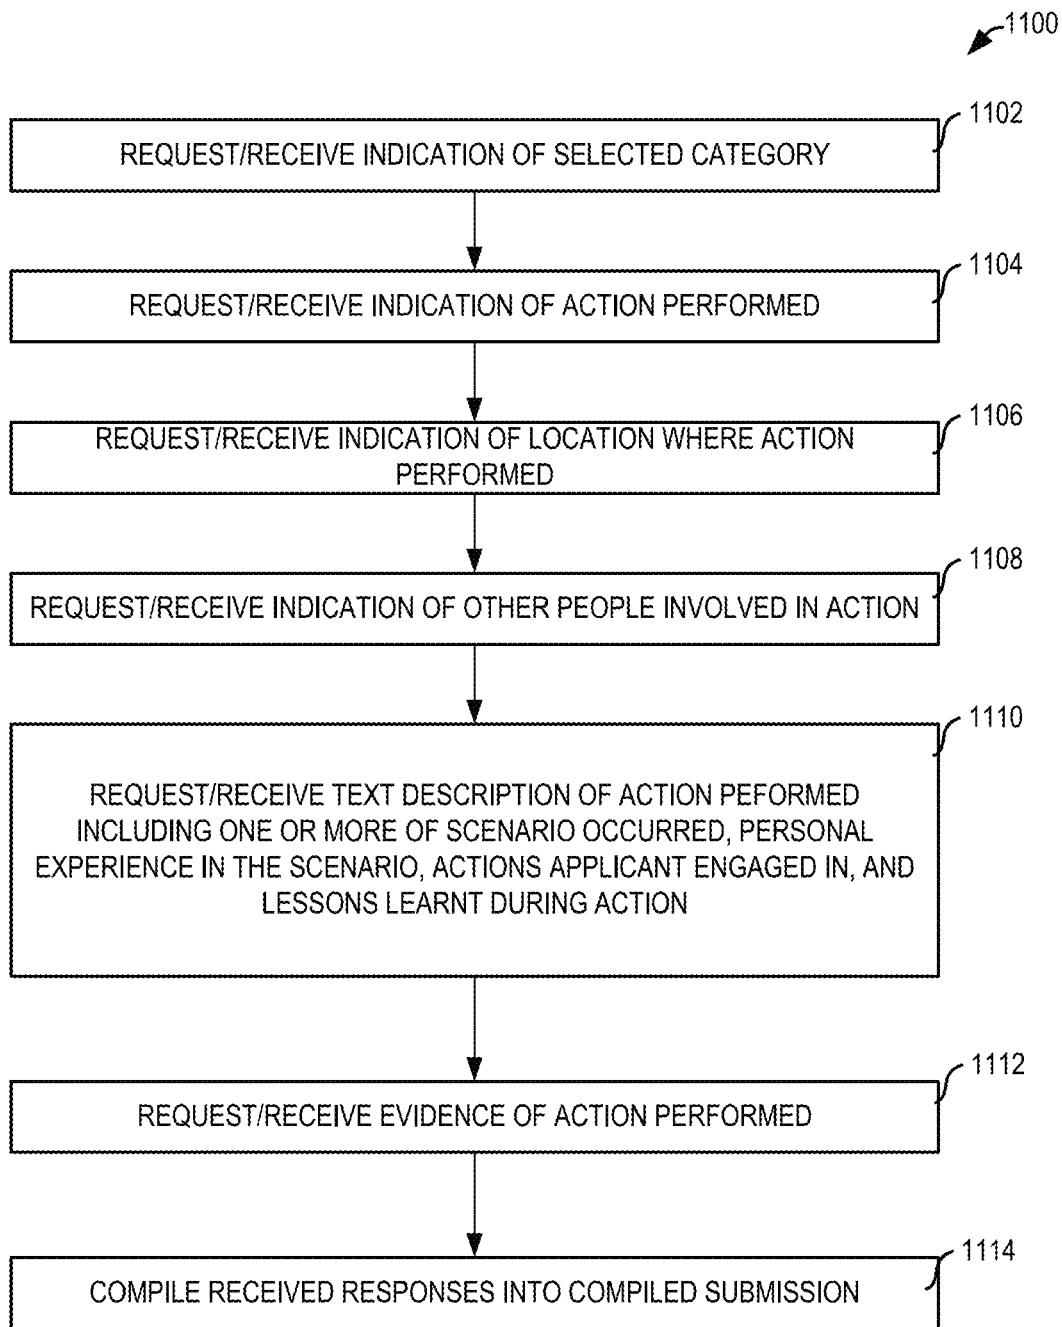 1100
1102
REQUEST/RECEIVE INDICATION OF SELECTED CATEGORY
1104
REQUEST/RECEIVE INDICATION OF ACTION PERFORMED
1106
REQUEST/RECEIVE INDICATION OF LOCATION WHERE ACTION
PERFORMED
1108
REQUEST/RECEIVE INDICATION OF OTHER PEOPLE INVOLVED IN ACTION
1110
REQUEST/RECEIVE TEXT DESCRIPTION OF ACTION PEFORMED
INCLUDING ONE OR MORE OF SCENARIO OCCURRED, PERSONAL
EXPERIENCE IN THE SCENARIO, ACTIONS APPLICANT ENGAGED IN, AND
LESSONS LEARNT DURING ACTION
1112
REQUEST/RECEIVE EVIDENCE OF ACTION PERFORMED
1114
COMPILE RECEIVED RESPONSES INTO COMPILED SUBMISSION